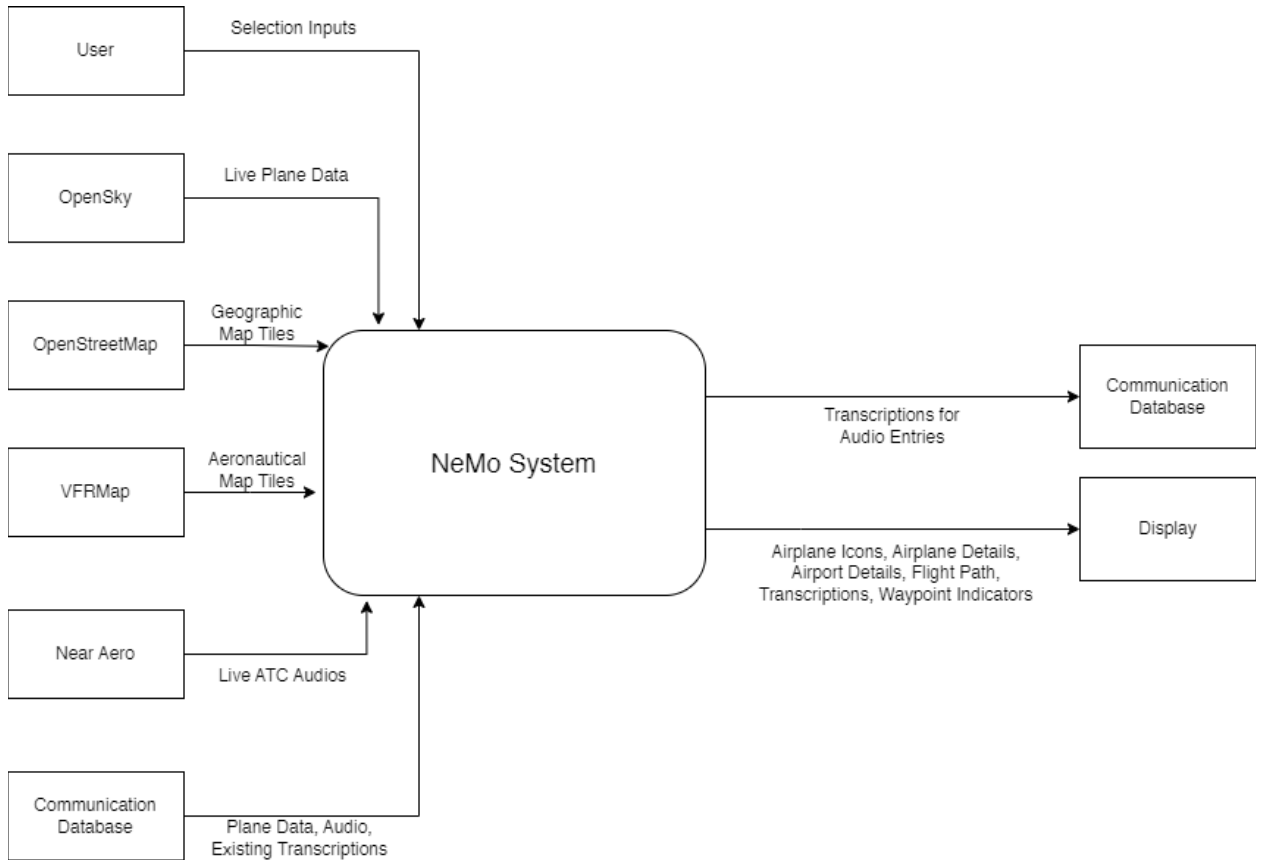 User
Selection Inputs
OpenSky
Live Plane Data
OpenStreetMap
Geographic
Map Tiles
VFRMap
Aeronautical
Map Tiles
Near Aero
Live ATC Audios
Communication
Database
Plane Data, Audio,
Existing Transcriptions
NeMo System
Transcriptions for
Audio Entries
Communication
Database
Airplane Icons, Airplane Details,
Airport Details, Flight Path,
Transcriptions, Waypoint Indicators
Display